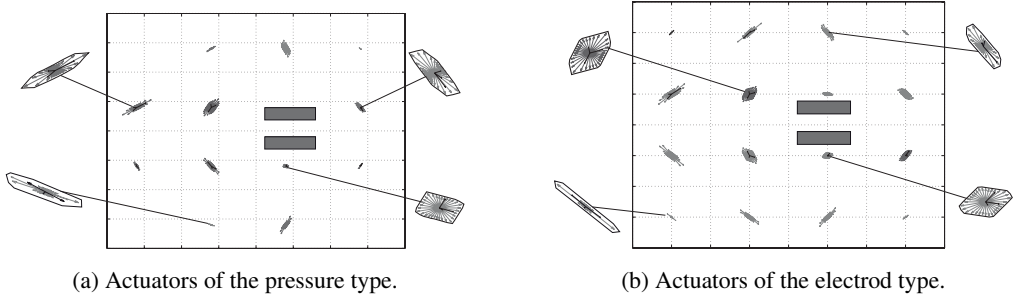 (a) Actuators of the pressure type.
(b) Actuators of the electrod type.